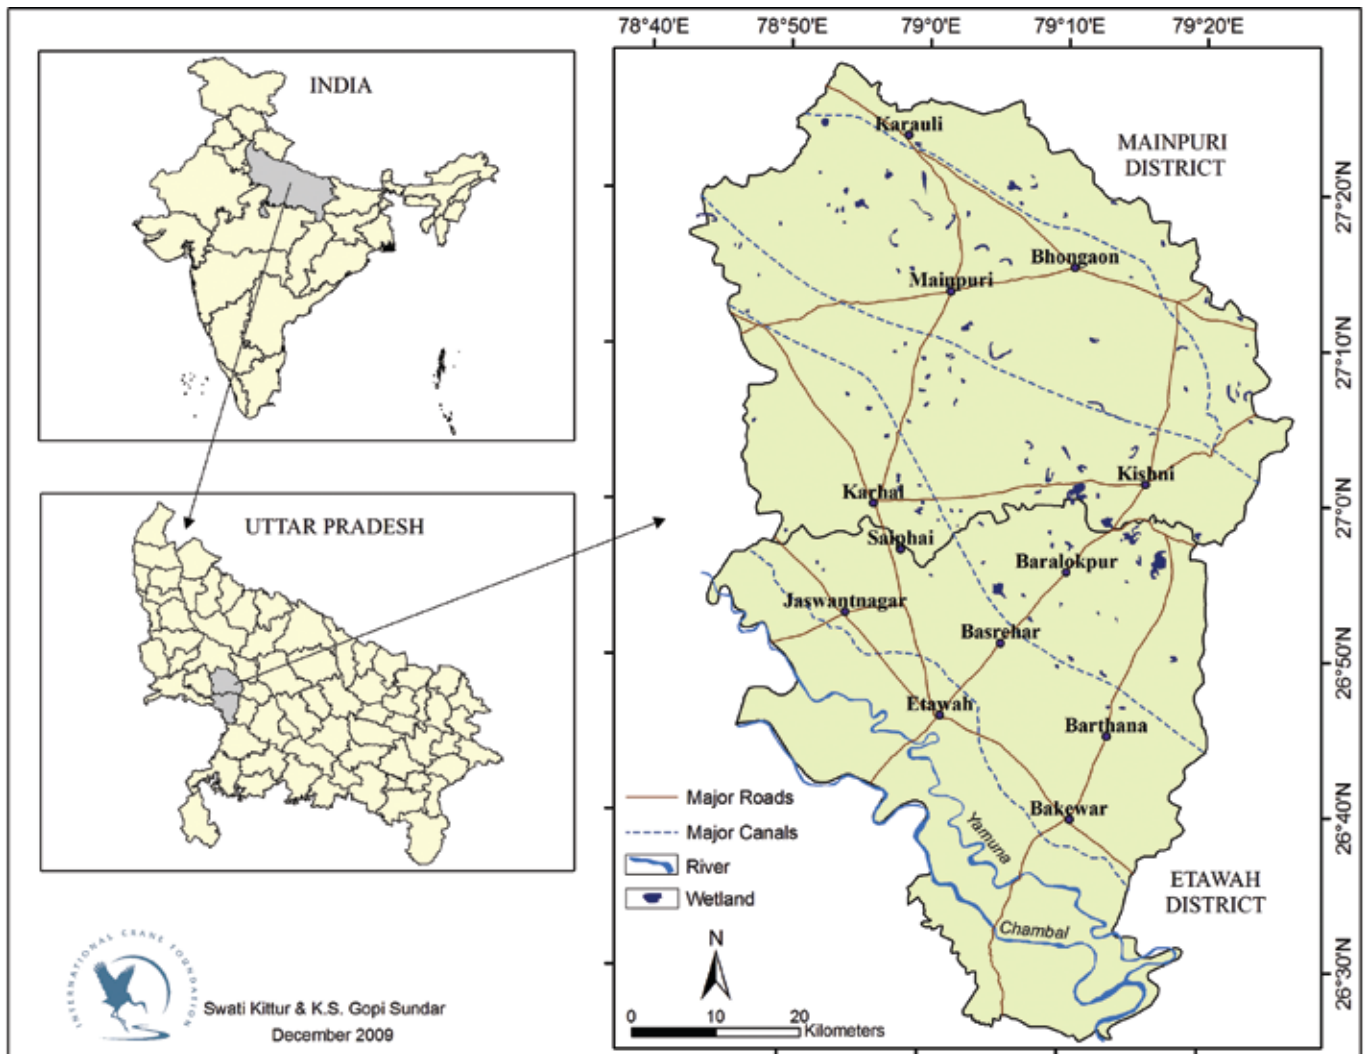 78°40'E 78°50'E 79°0'E 79°10'E 79°20'E
INDIA
MAINPURI
DISTRICT
Karauli
27°20'N
Bhongaon
Mainpuri
27°10'N
Kishni
Karhal
27°0'N
UTTAR PRADESH
Saiphai
Baralokpur
Jaswantnagar
Basrehar
26°50'N
Etawah
Barthana
Major Roads
Bakewar
26°40'N
Major Canals
Yamuna
River
ETAWAH
DISTRICT
Wetland
Chambal
N
26°30'N
INTERNATIONAL CRANE FOUNDATION
Swati Kittur & K.S. Gopi Sundar
December 2009
0 10 20
Kilometers